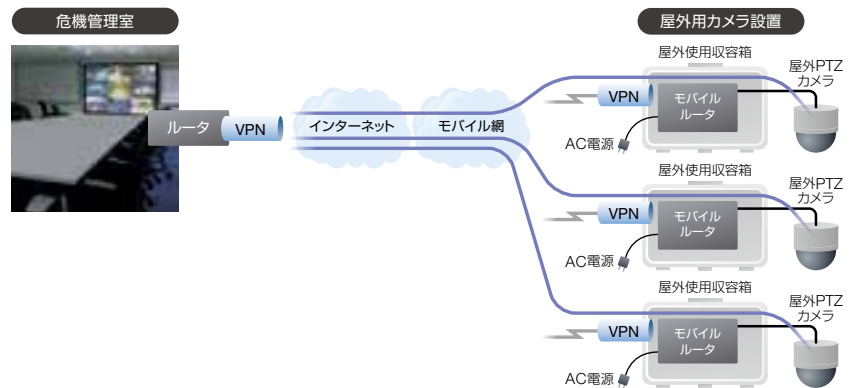 危機管理室
屋外用カメラ設置
ルータ
VPN
インターネット
モバイル網
屋外使用収容箱
屋外PTZ
カメラ
VPN
モバイル
ルータ
AC電源
屋外使用収容箱
屋外PTZ
カメラ
VPN
モバイル
ルータ
AC電源
屋外使用収容箱
屋外PTZ
カメラ
VPN
モバイル
ルータ
AC電源